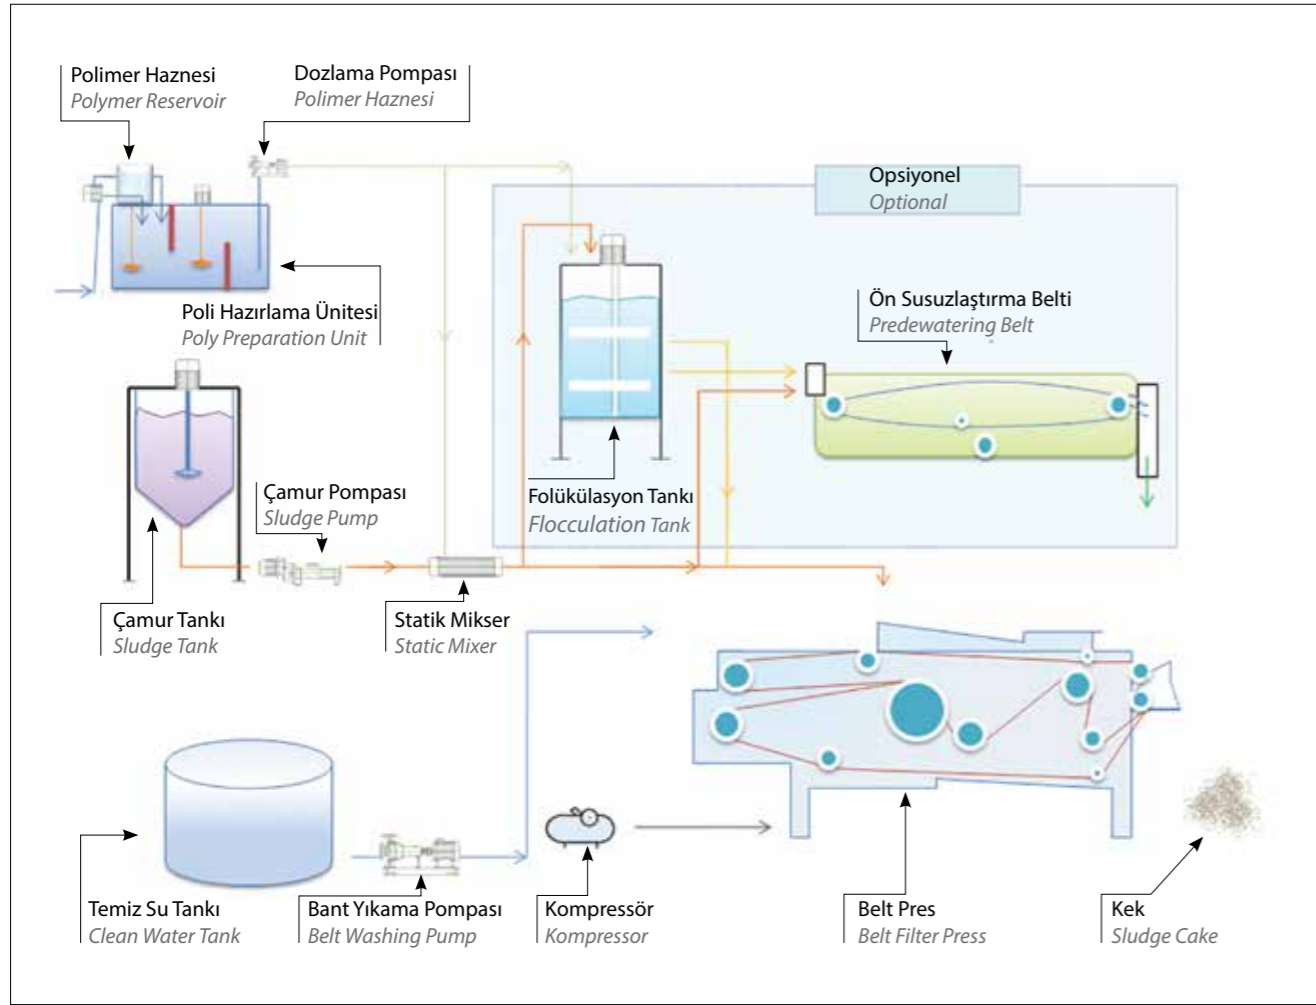 Polimer Haznesi
Polymer Reservoir
Dozlama Pompası
Polimer Haznesi
Opsiyonel
Optional
Poli Hazırlama Ünitesi
Poly Preparation Unit
Ön Susuzlaştırma Belti
Predewatering Belt
Çamur Pompası
Sludge Pump
Folükülasyon Tankı
Flocculation Tank
Çamur Tankı
Sludge Tank
Statik Mikser
Static Mixer
Temiz Su Tankı
Clean Water Tank
Bant Yıkama Pompası
Belt Washing Pump
Kompressör
Kompressor
Belt Pres
Belt Filter Press
Kek
Sludge Cake